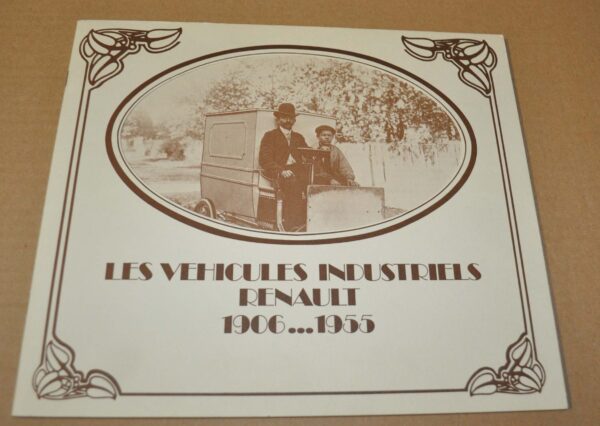 LES VEHICULES INDUSTRIELS
RENAULT
1906...1955